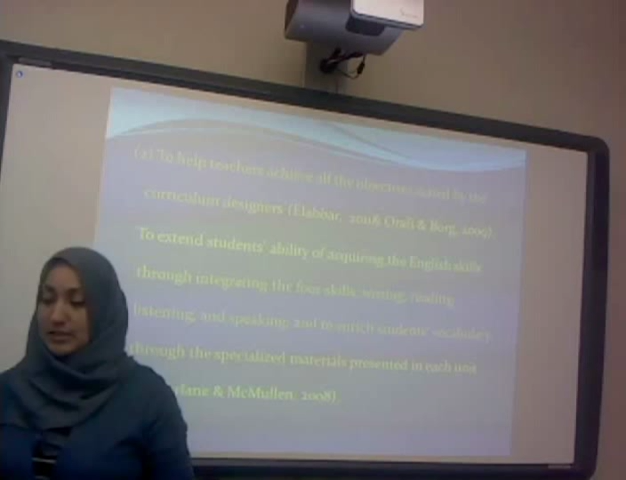 (2) To help teachers achieve all the objectives stated by the
curriculum designers (Elabbar, & Orafi & Borg, 2009).
To extend students' ability of acquiring the English skills
through integrating the four skills: writing, reading
listening, and speaking; and to enrich students' vocabulary
through the specialized materials presented in each unit
& McMullen, 2008).